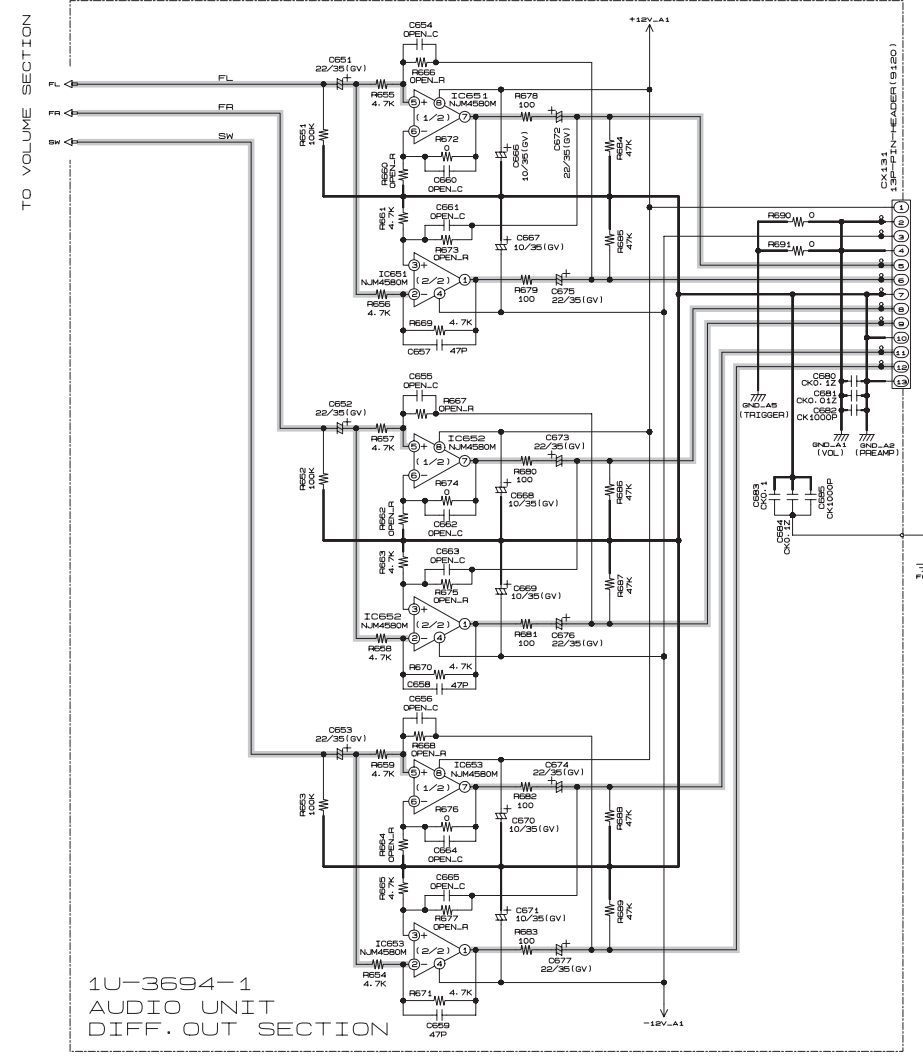 TO VOLUME SECTION
FL
FR
SW
FL
FR
SW
+12V_A1
C654
OPEN_C
R666
OPEN_R
C651
22/35(GV)
R655
4.7K
IC651
NJM4580M
(1/2)
R651
100K
R672
0
C660
OPEN_C
R660
OPEN_R
R678
100
C672
22/35(GV)
C666
10/35(GV)
R684
47K
R661
4.7K
C661
OPEN_C
R673
OPEN_R
C667
10/35(GV)
R685
47K
IC651
NJM4580M
(2/2)
R656
4.7K
R679
100
C675
22/35(GV)
R669
4.7K
C657
47P
CX131
13P-PIN-HEADER(9120)
1
2
3
4
5
6
7
8
9
10
11
12
13
R690
0
R691
0
GND_A5
(TRIGGER)
C680
CK0.1Z
C681
CK0.01Z
C682
CK1000P
GND_A1
(VOL)
GND_A2
(PREAMP)
C683
CK0.1
C684
CK0.1Z
C685
CK1000P
C655
OPEN_C
R667
OPEN_R
C652
22/35(GV)
R657
4.7K
IC652
NJM4580M
(1/2)
R652
100K
R674
0
C662
OPEN_C
R662
OPEN_R
C673
22/35(GV)
R680
100
C668
10/35(GV)
R686
47K
R663
4.7K
C663
OPEN_C
R675
OPEN_R
C669
10/35(GV)
R687
47K
IC652
NJM4580M
(2/2)
R658
4.7K
R681
100
C676
22/35(GV)
R670
4.7K
C658
47P
C656
OPEN_C
R668
OPEN_R
C653
22/35(GV)
R659
4.7K
IC653
NJM4580M
(1/2)
R653
100K
R676
0
C664
OPEN_C
R664
OPEN_R
C674
22/35(GV)
R682
100
C670
10/35(GV)
R688
47K
R665
4.7K
C665
OPEN_C
R677
OPEN_R
C671
10/35(GV)
R689
47K
IC653
NJM4580M
(2/2)
R654
4.7K
R683
100
C677
22/35(GV)
R671
4.7K
C659
47P
-12V_A1
1U-3694-1
AUDIO UNIT
DIFF.OUT SECTION